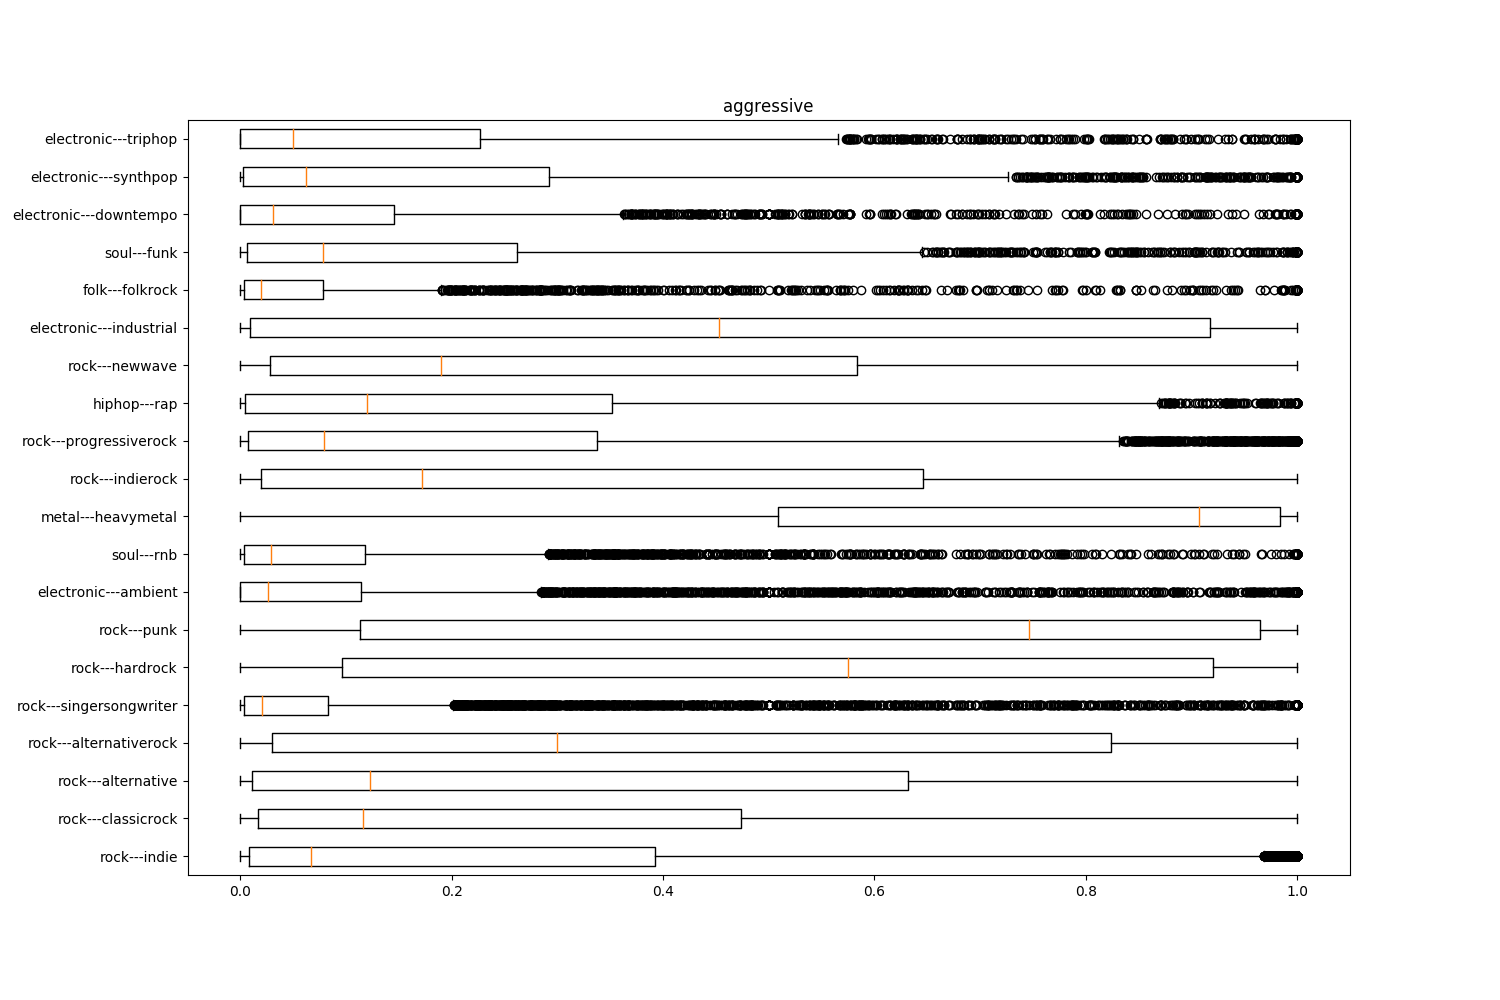 aggressive
electronic---triphop
electronic---synthpop
electronic---downtempo
soul---funk
folk---folkrock
electronic---industrial
rock---newwave
hiphop---rap
rock---progressiverock
rock---indierock
metal---heavymetal
soul---rnb
electronic---ambient
rock---punk
rock---hardrock
rock---singersongwriter
rock---alternativerock
rock---alternative
rock---classicrock
rock---indie
0.0 0.2 0.4 0.6 0.8 1.0